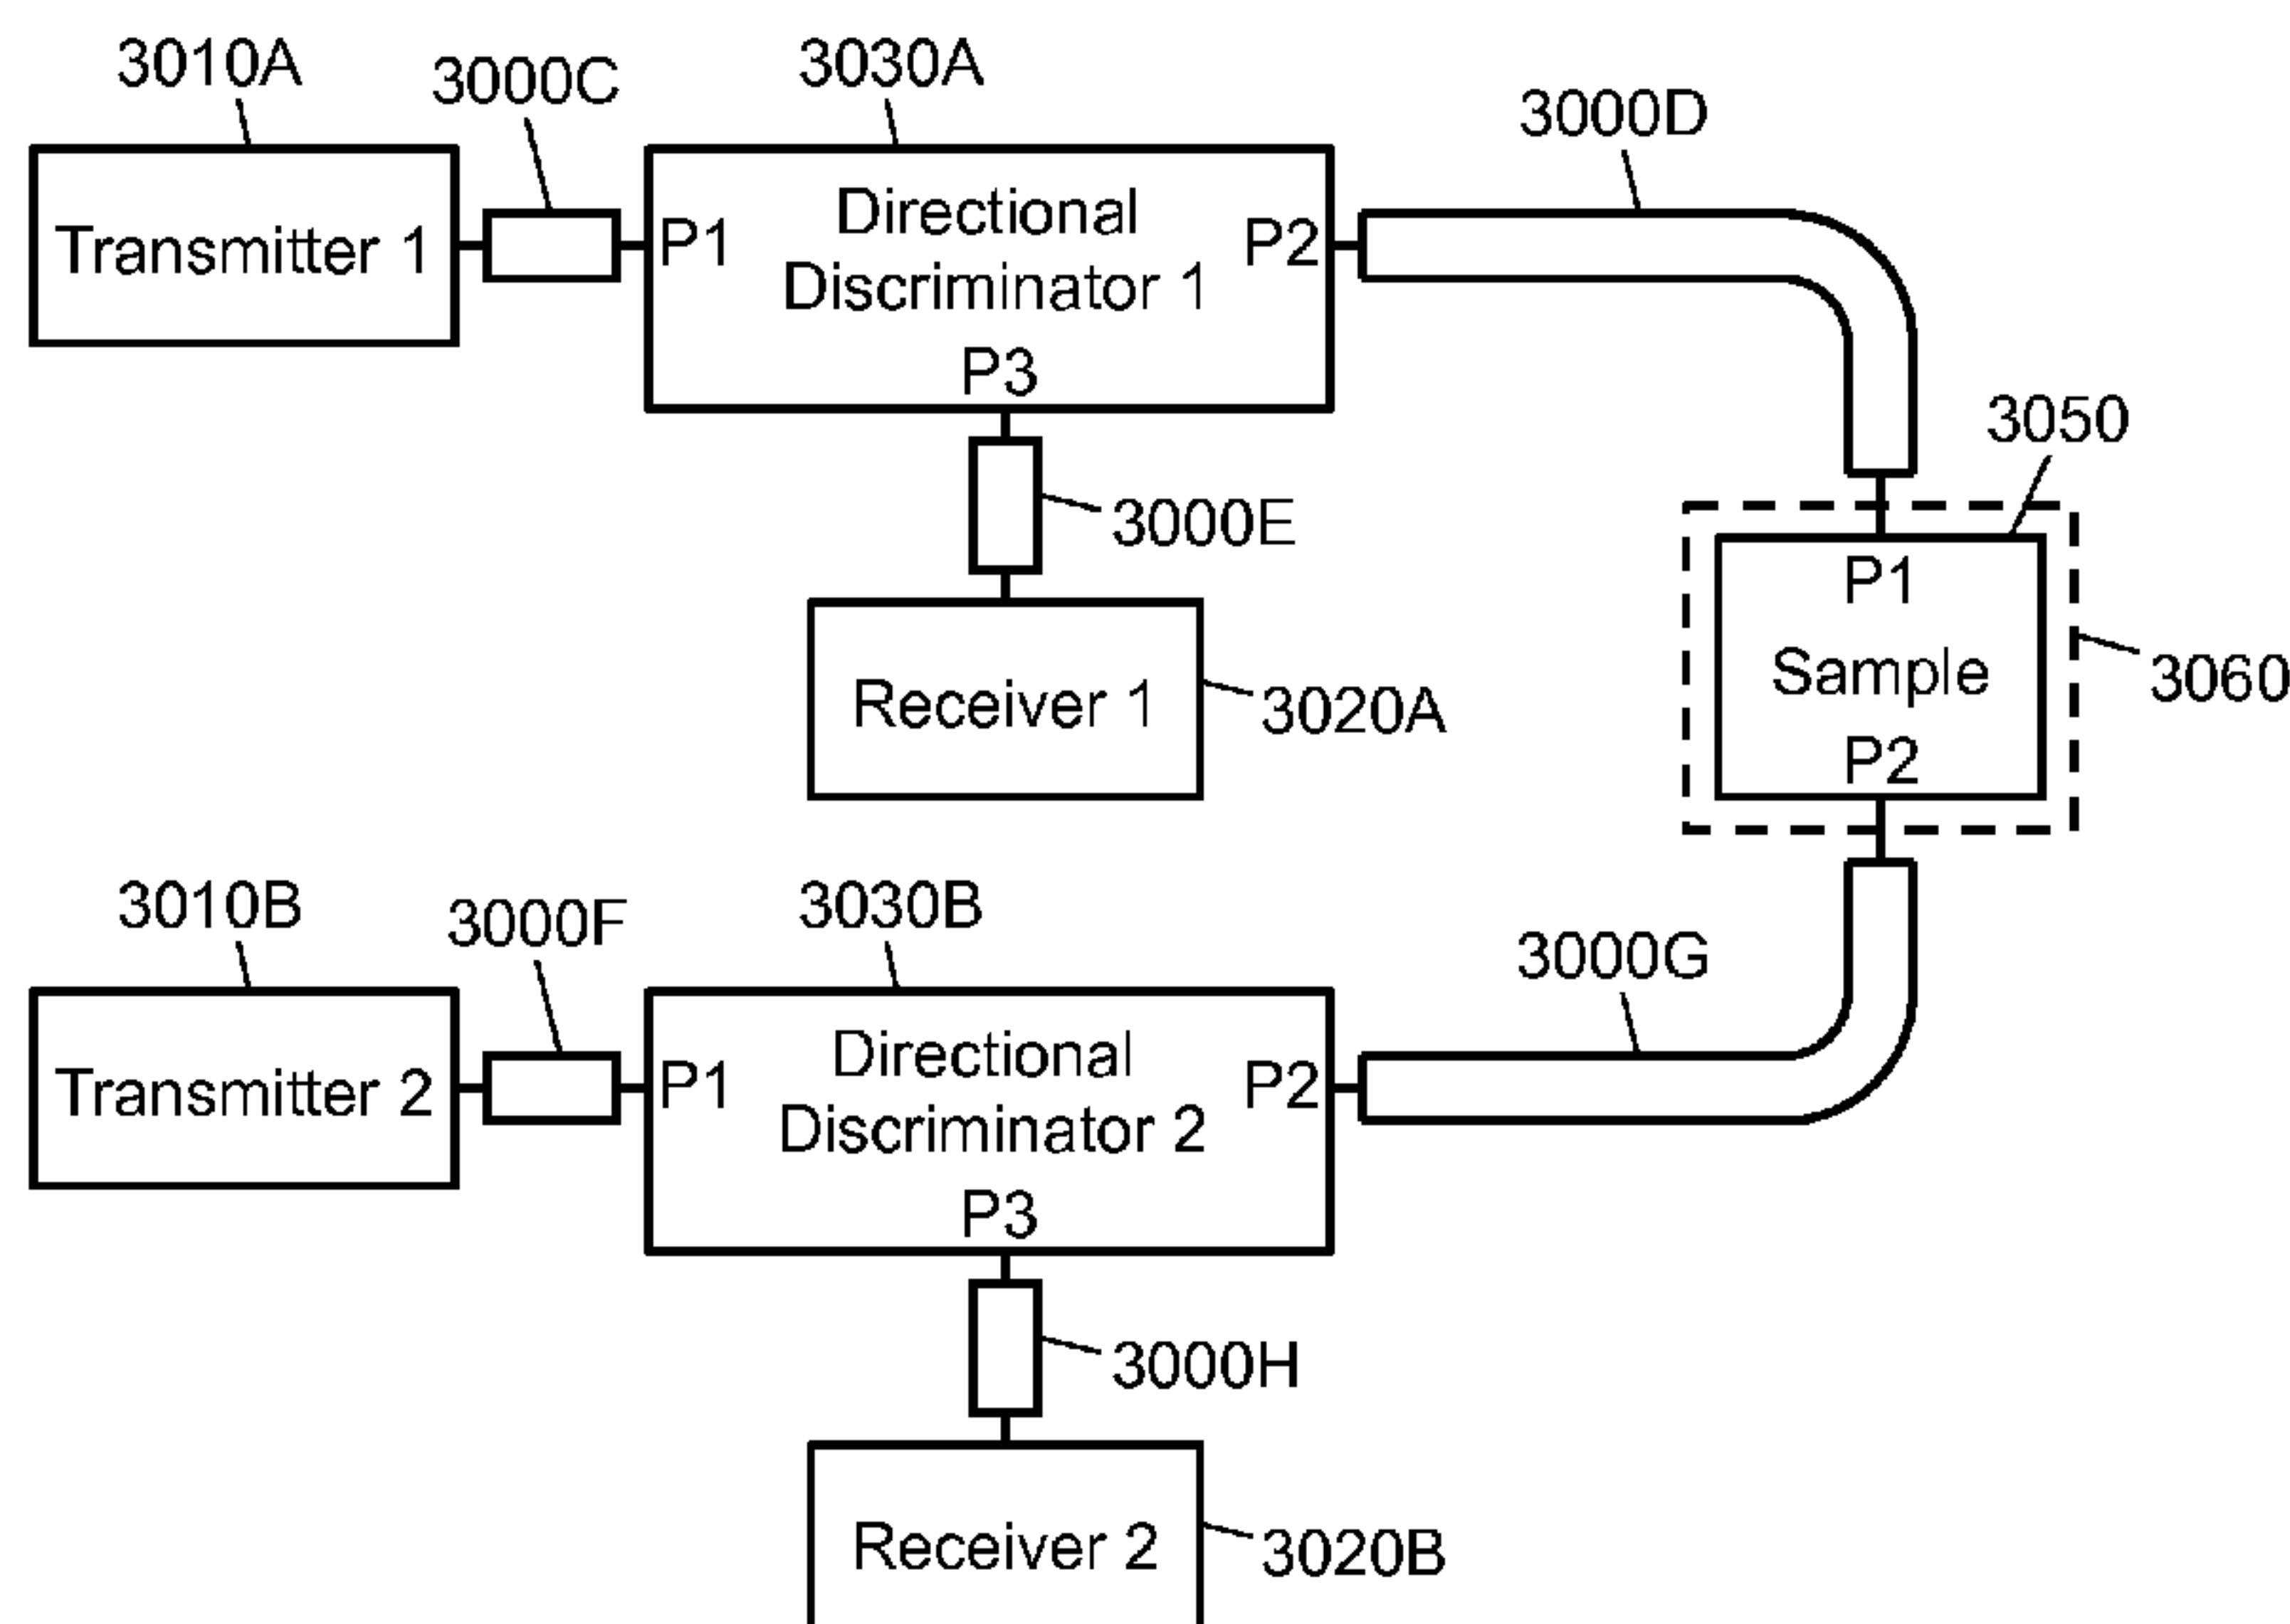 3010A
3000C
3030A
3000D
Transmitter 1
P1
Directional
Discriminator 1
P2
P3
3000E
Receiver 1
3020A
3050
P1
Sample
P2
3060
3010B
3000F
3030B
3000G
Transmitter 2
P1
Directional
Discriminator 2
P2
P3
3000H
Receiver 2
3020B